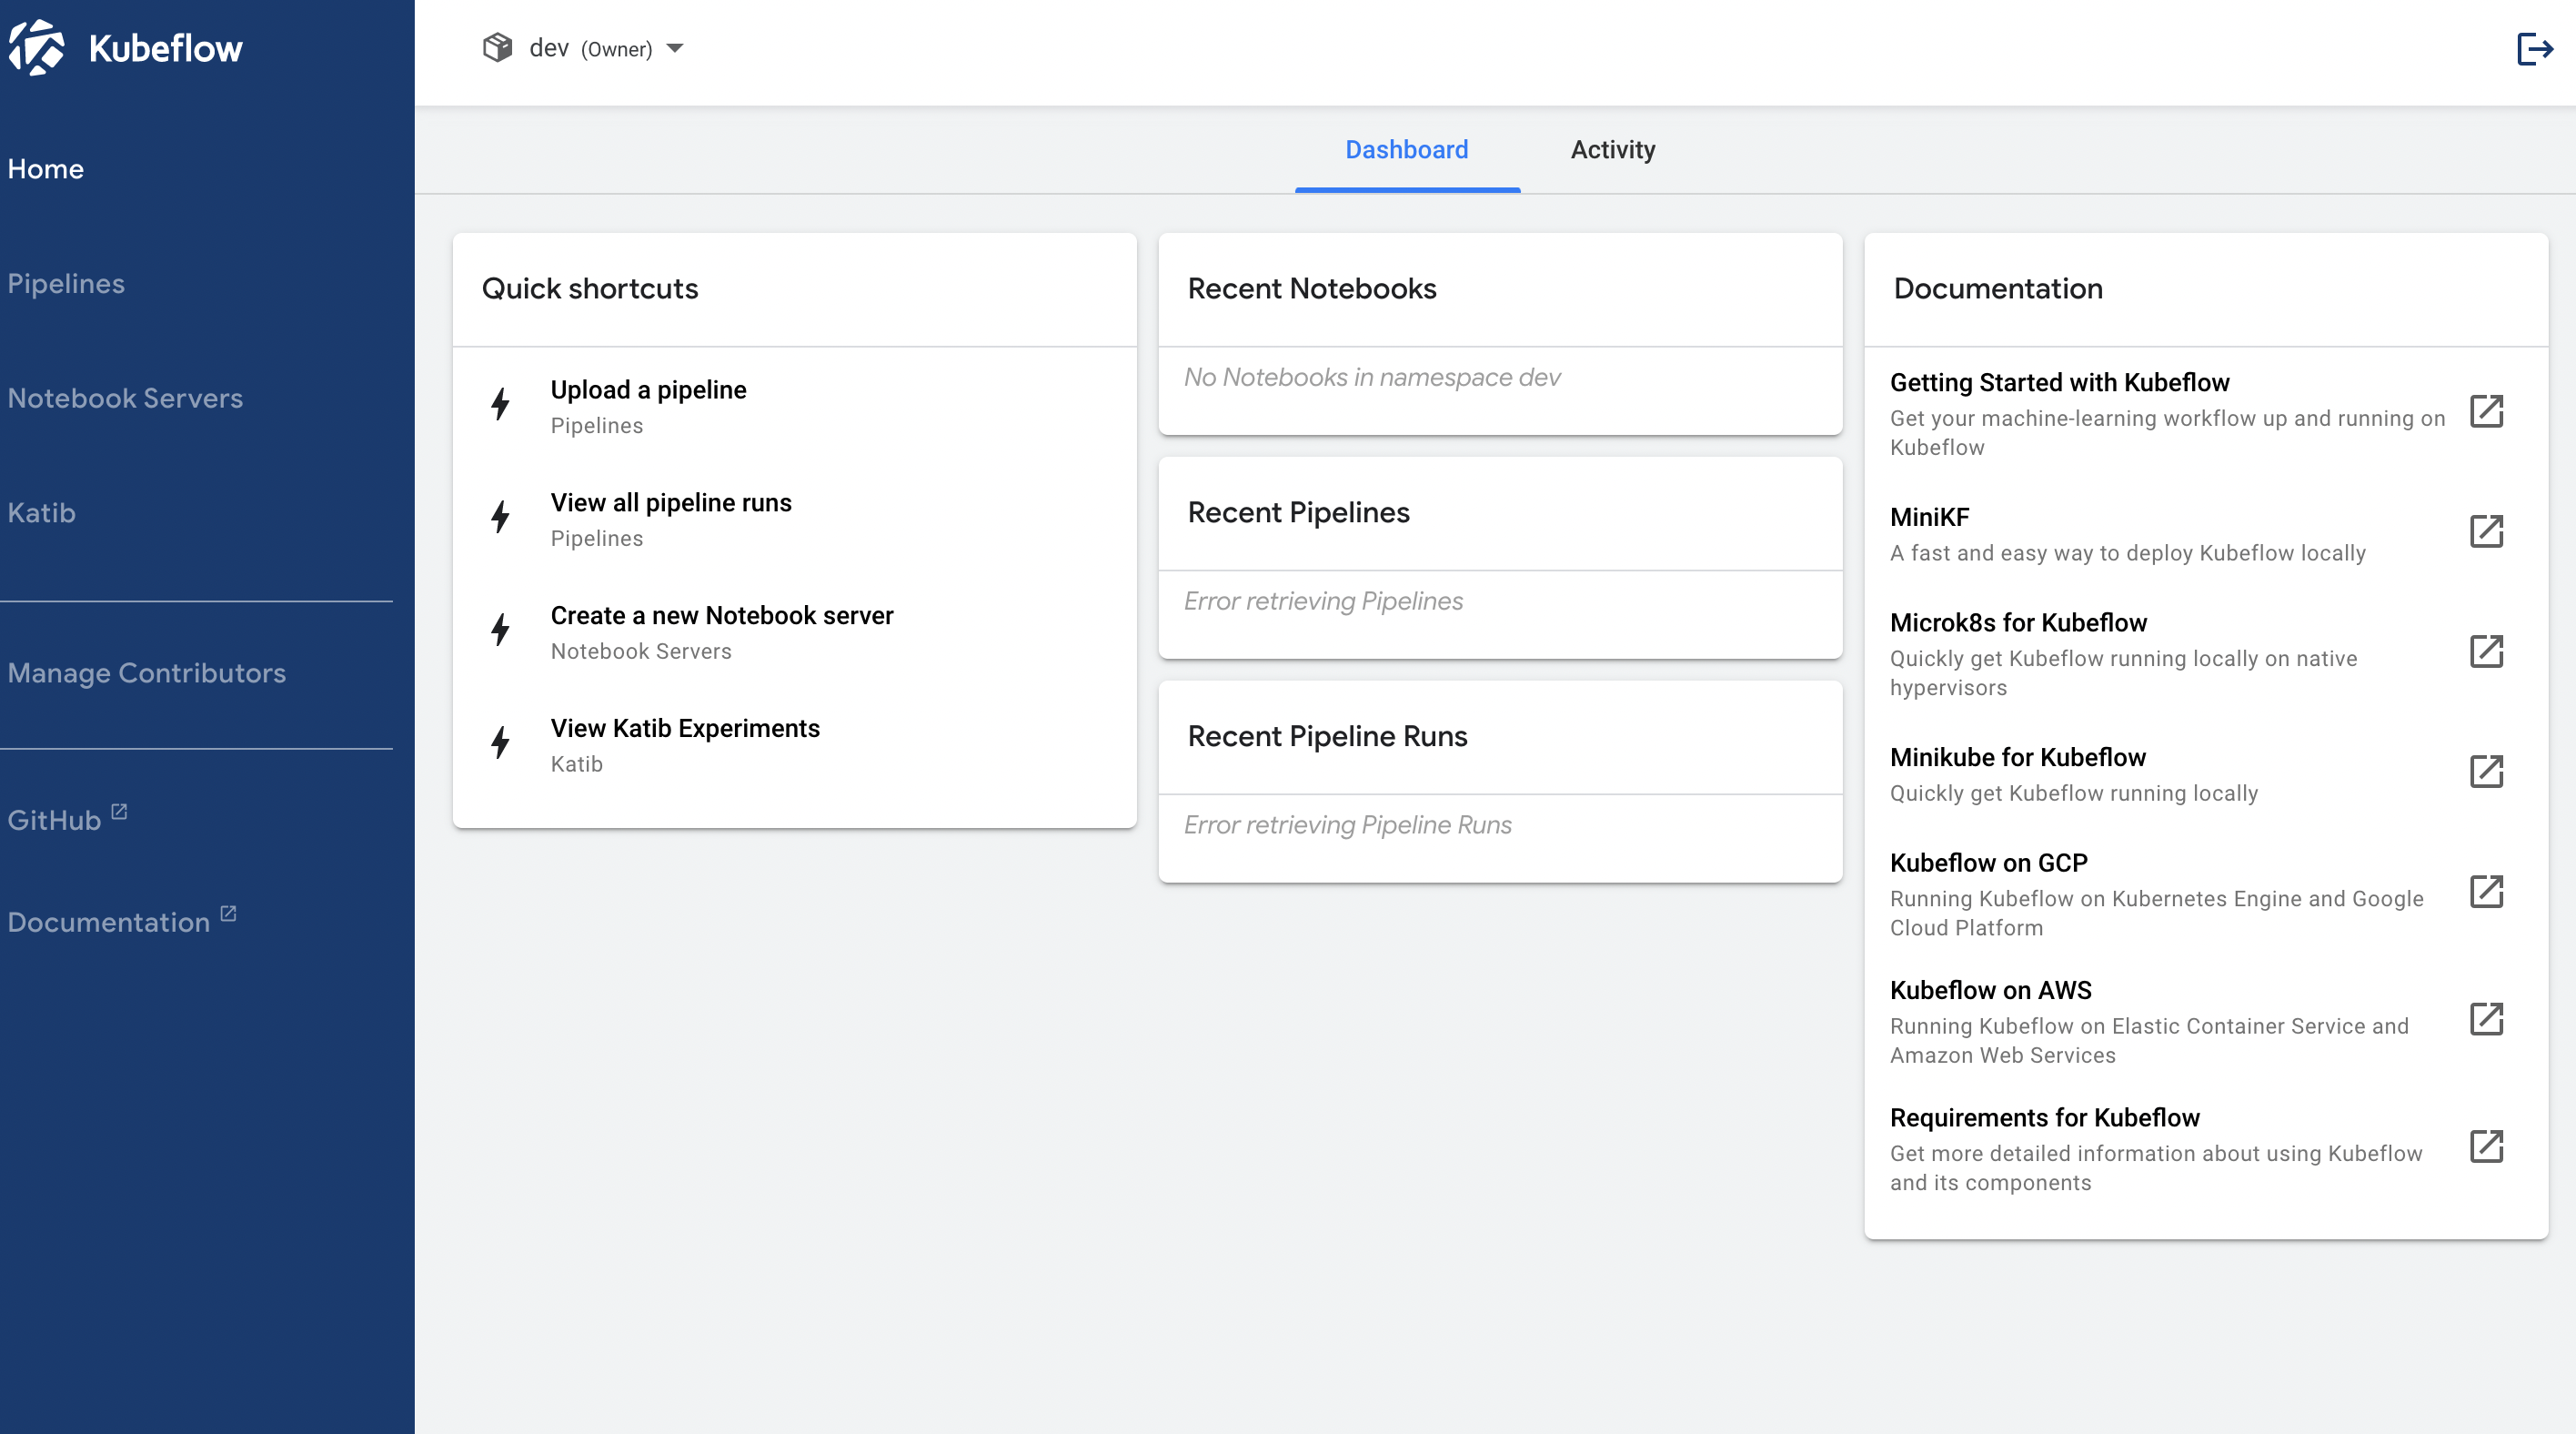 Kubeflow
Home
Pipelines
Notebook Servers
Katib
Manage Contributors
GitHub
Documentation
dev (Owner)
Dashboard
Activity
Quick shortcuts
Upload a pipeline
Pipelines
View all pipeline runs
Pipelines
Create a new Notebook server
Notebook Servers
View Katib Experiments
Katib
Recent Notebooks
No Notebooks in namespace dev
Recent Pipelines
Error retrieving Pipelines
Recent Pipeline Runs
Error retrieving Pipeline Runs
Documentation
Getting Started with Kubeflow
Get your machine-learning workflow up and running on
Kubeflow
MiniKF
A fast and easy way to deploy Kubeflow locally
Microk8s for Kubeflow
Quickly get Kubeflow running locally on native
hypervisors
Minikube for Kubeflow
Quickly get Kubeflow running locally
Kubeflow on GCP
Running Kubeflow on Kubernetes Engine and Google
Cloud Platform
Kubeflow on AWS
Running Kubeflow on Elastic Container Service and
Amazon Web Services
Requirements for Kubeflow
Get more detailed information about using Kubeflow
and its components